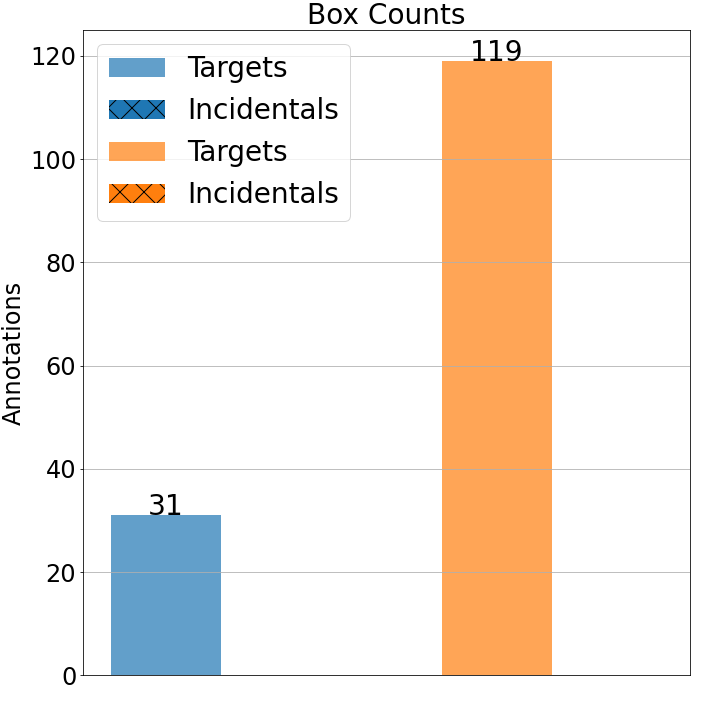 Box Counts
Annotations
120
100
80
60
40
20
0
Targets
Incidentals
Targets
Incidentals
31
119